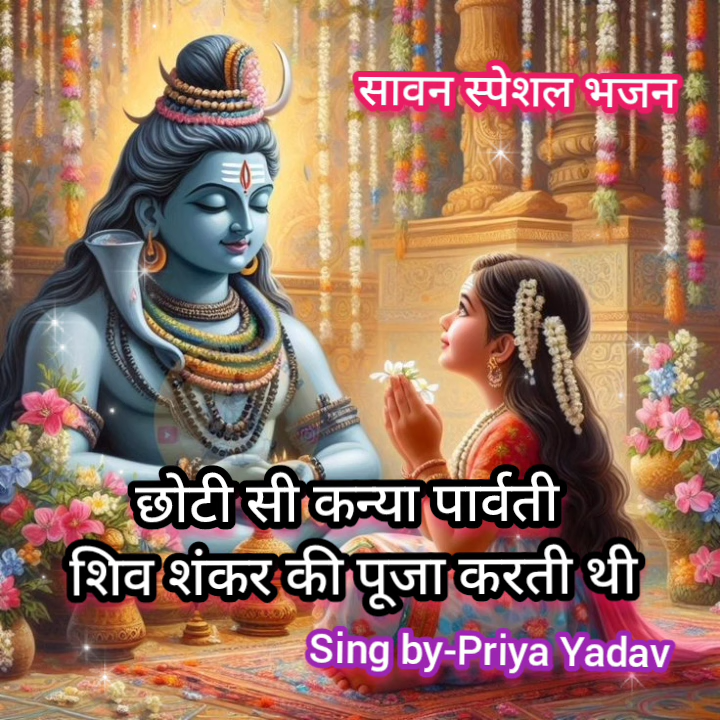 सावन स्पेशल भजन
छोटी सी कन्या पार्वती
शिव शंकर की पूजा करती थी
Sing by-Priya Yadav